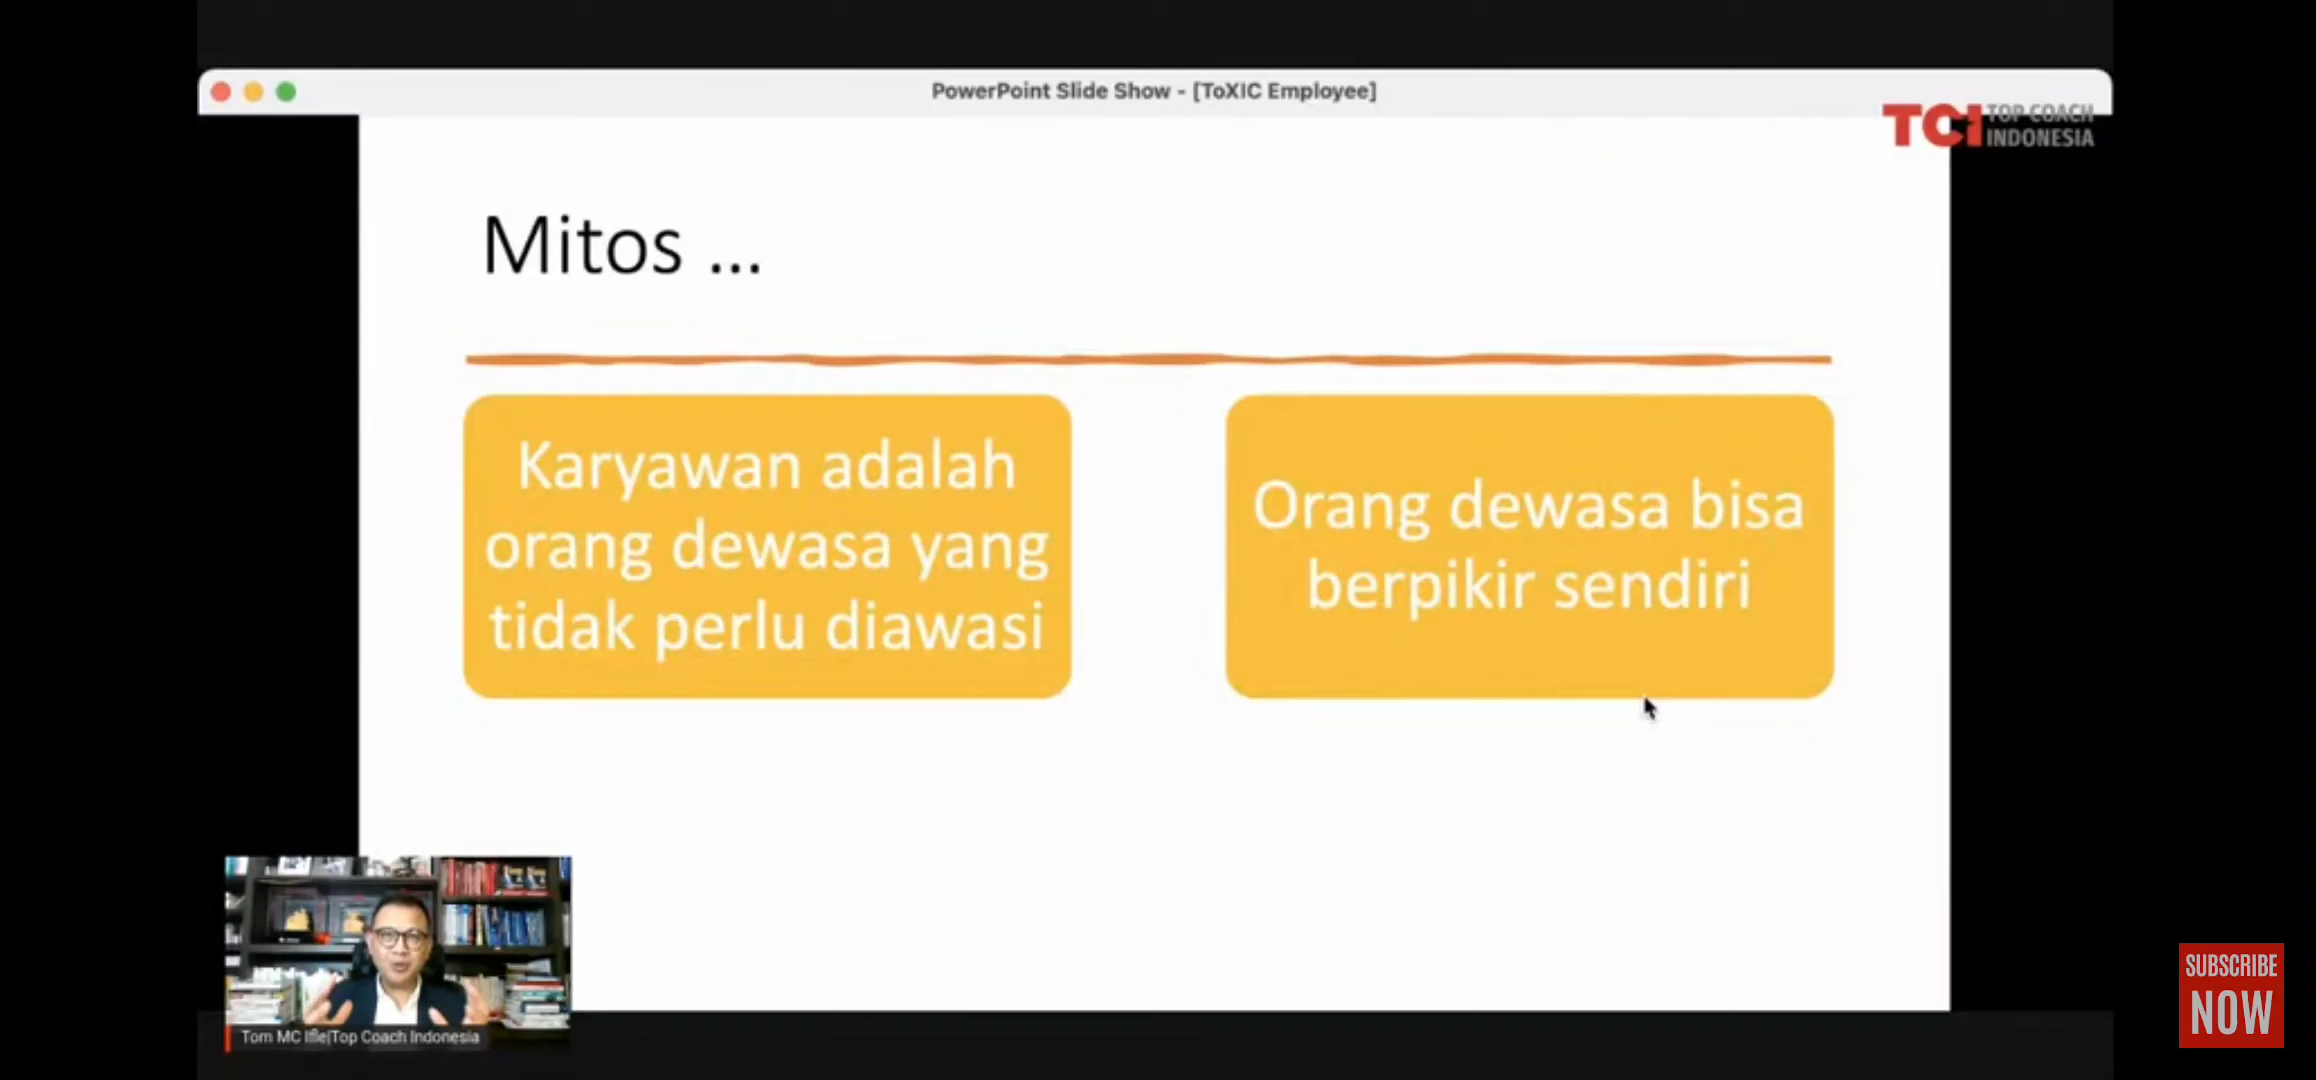 PowerPoint Slide Show - [ToXIC Employee]
TCI TOP COACH
INDONESIA
Mitos ...
Karyawan adalah
orang dewasa yang
tidak perlu diawasi
Orang dewasa bisa
berpikir sendiri
Tom MC Ifle|Top Coach Indonesia
SUBSCRIBE
NOW